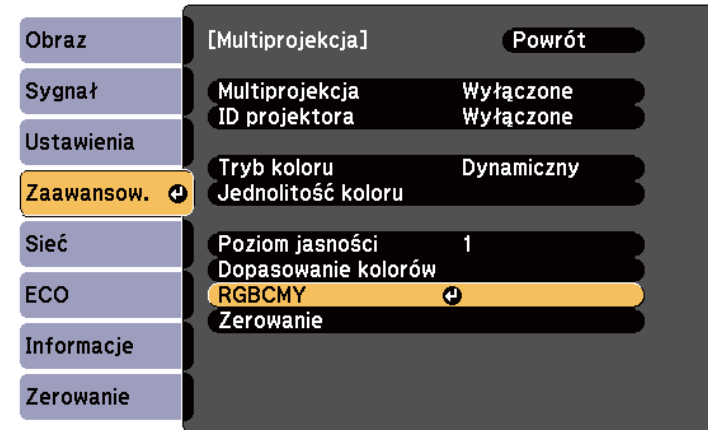 Obraz
Sygnał
Ustawienia
Zaawansow.
Sieć
ECO
Informacje
Zerowanie
[Multiprojekcja] Powrót
Multiprojekcja Wyłączone
ID projektora Wyłączone
Tryb koloru Dynamiczny
Jednolitość koloru
Poziom jasności 1
Dopasowanie kolorów
RGBCMY
Zerowanie